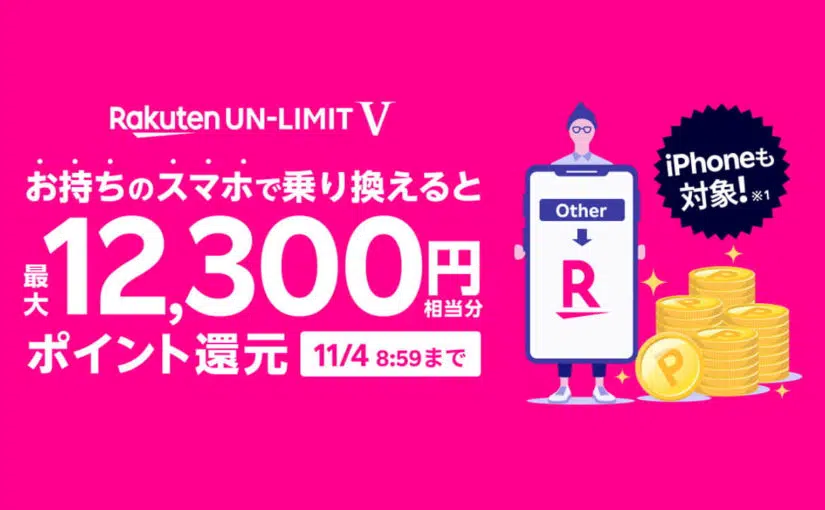 Rakuten UN-LIMIT V
お持ちのスマホで乗り換えると
最大12,300円相当分
ポイント還元 11/4 8:59まで
Other
R
iPhoneも
対象!※1
P